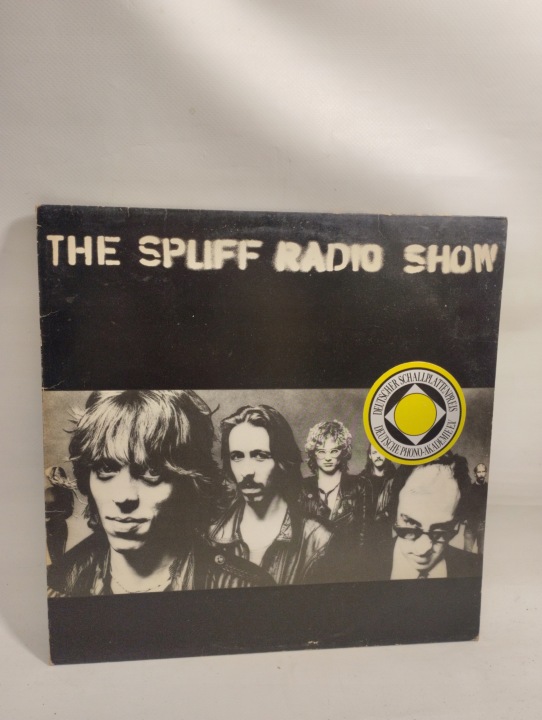 THE SPLIFF RADIO SHOW
DEUTSCHER SCHALLPLATTENPREIS
DEUTSCHE PHONO-AKADEMIE E.V.